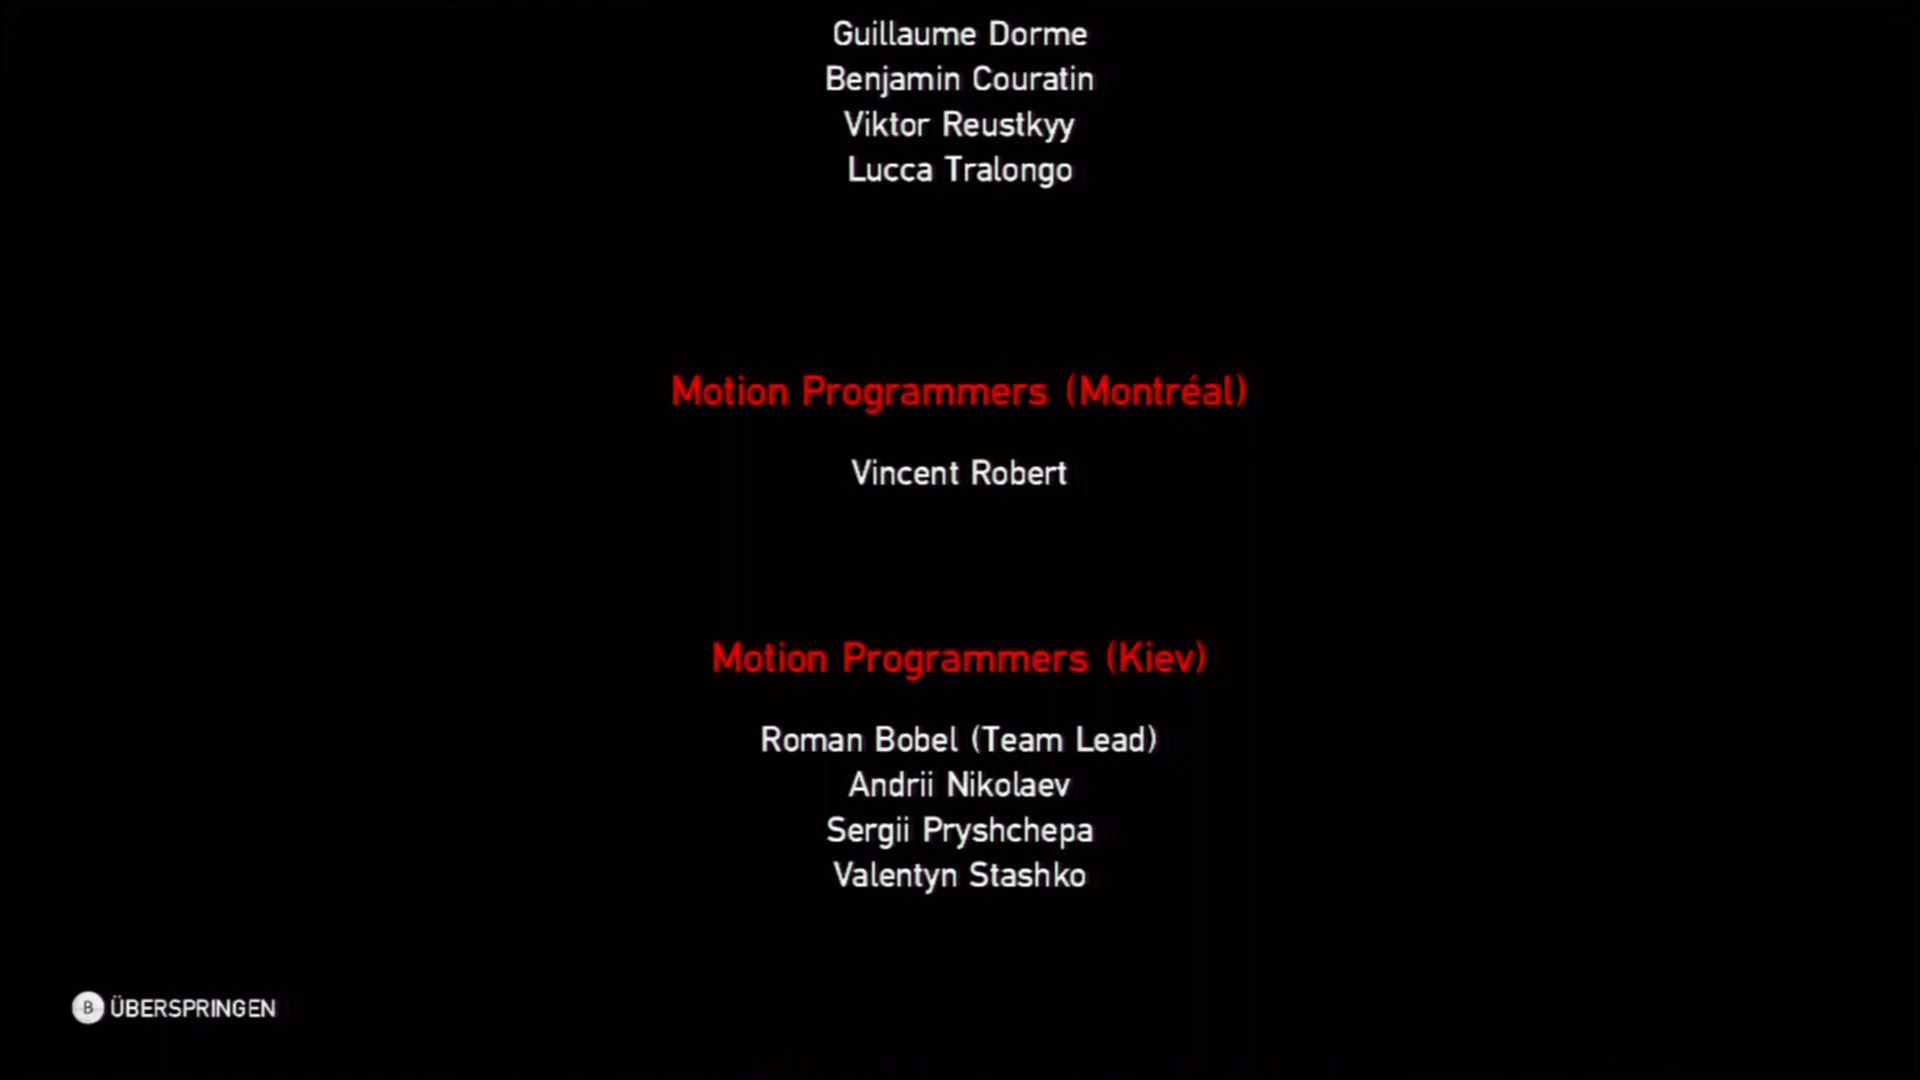 Guillaume Dorme
Benjamin Couratin
Viktor Reustkyy
Lucca Tralongo
Motion Programmers (Montréal)
Vincent Robert
Motion Programmers (Kiev)
Roman Bobel (Team Lead)
Andrii Nikolaev
Sergii Pryshchepa
Valentyn Stashko
B ÜBERSPRINGEN